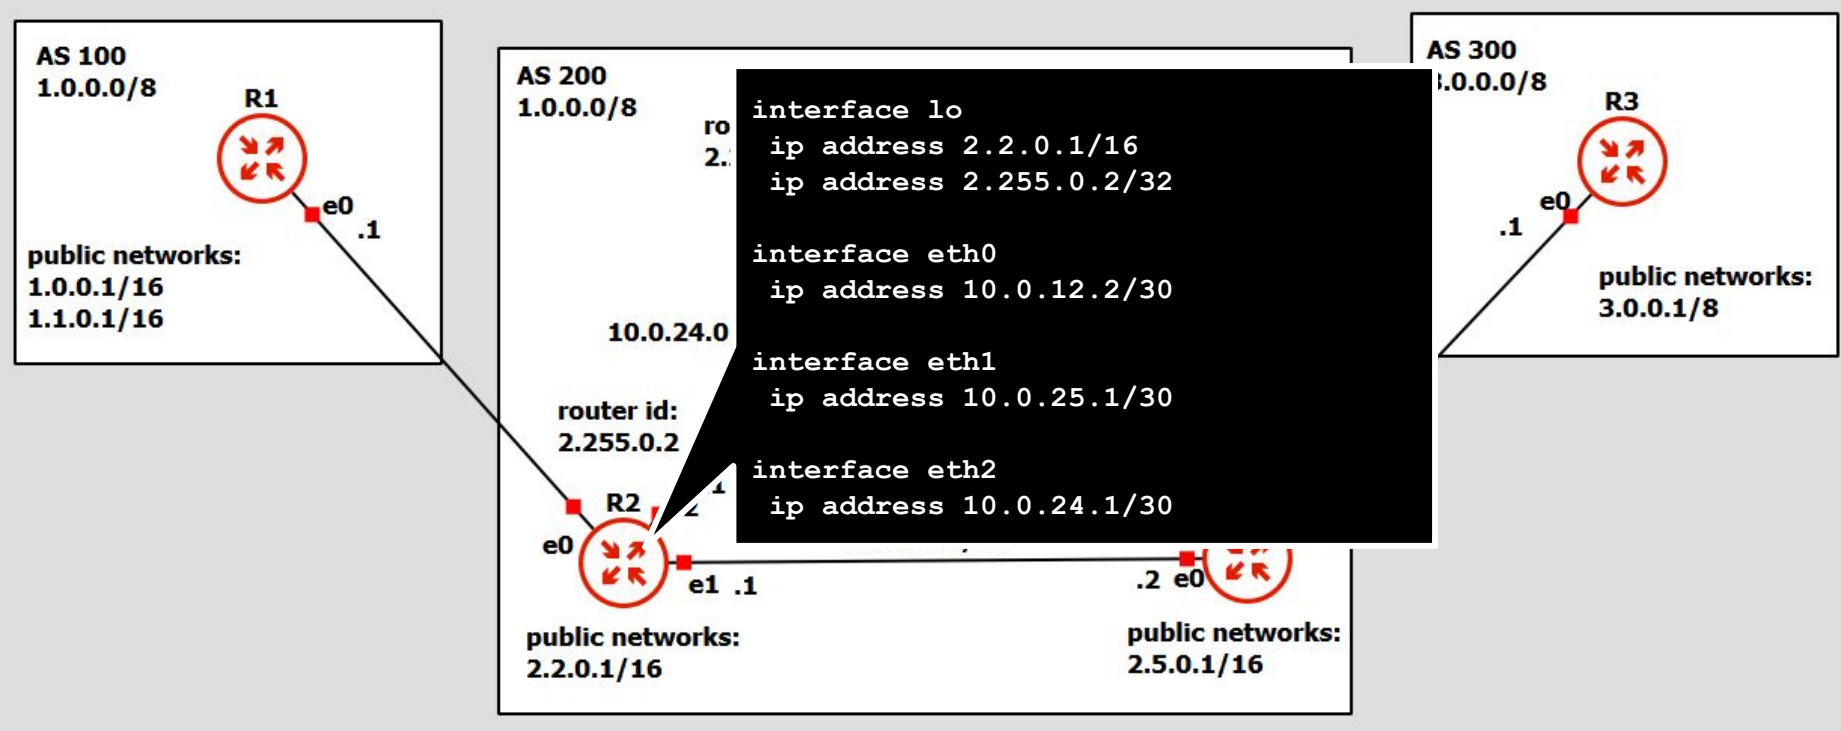 AS 100
1.0.0.0/8
R1
e0
.1
public networks:
1.0.0.1/16
1.1.0.1/16
AS 200
1.0.0.0/8
10.0.24.0
router id:
2.255.0.2
R2
e0
e1 .1
.2 e0
public networks:
2.2.0.1/16
public networks:
2.5.0.1/16
interface lo
ip address 2.2.0.1/16
ip address 2.255.0.2/32
interface eth0
ip address 10.0.12.2/30
interface eth1
ip address 10.0.25.1/30
interface eth2
ip address 10.0.24.1/30
AS 300
.0.0.0/8
R3
e0
.1
public networks:
3.0.0.1/8